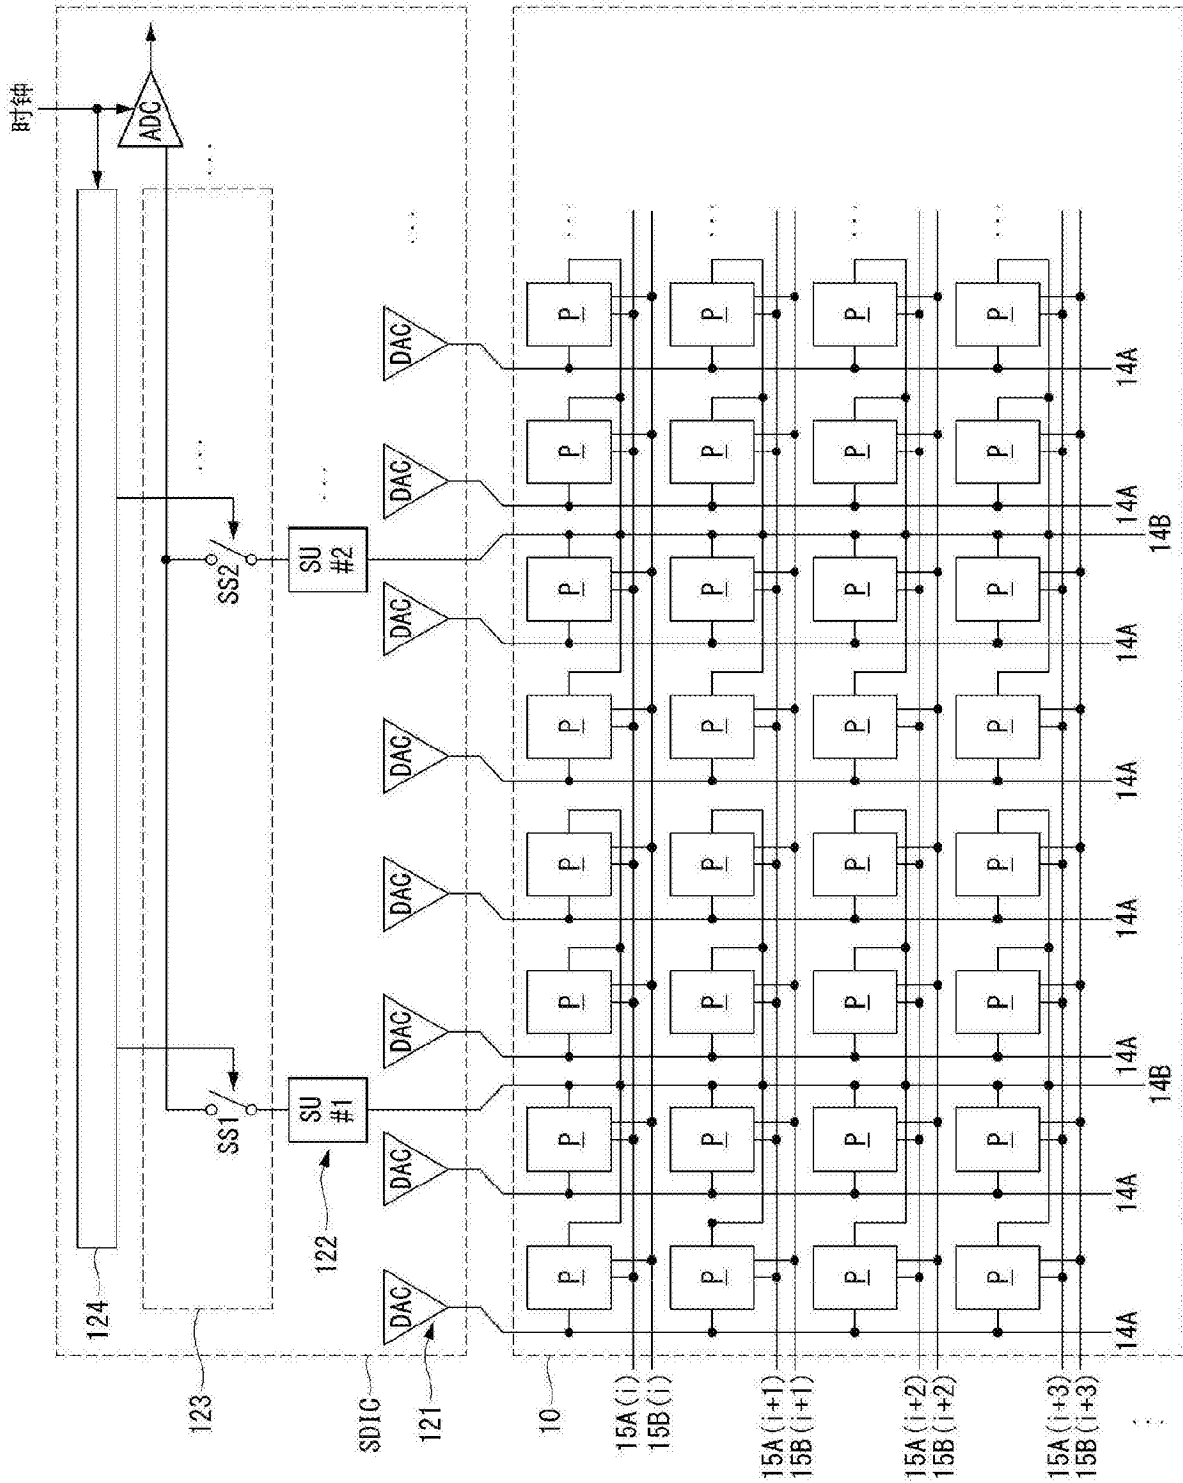 时钟
124
ADC
123
SS1
SS2
...
...
122
SU
#1
SU
#2
...
SDIC
121
DAC
DAC
DAC
DAC
DAC
DAC
DAC
DAC
...
10
P
P
P
P
P
P
P
P
...
15A(i)
15B(i)
P
P
P
P
P
P
P
P
...
15A(i+1)
15B(i+1)
P
P
P
P
P
P
P
P
...
15A(i+2)
15B(i+2)
P
P
P
P
P
P
P
P
...
15A(i+3)
15B(i+3)
14A
14A
14A
14A
14A
14A
14A
14A
14B
14B
...